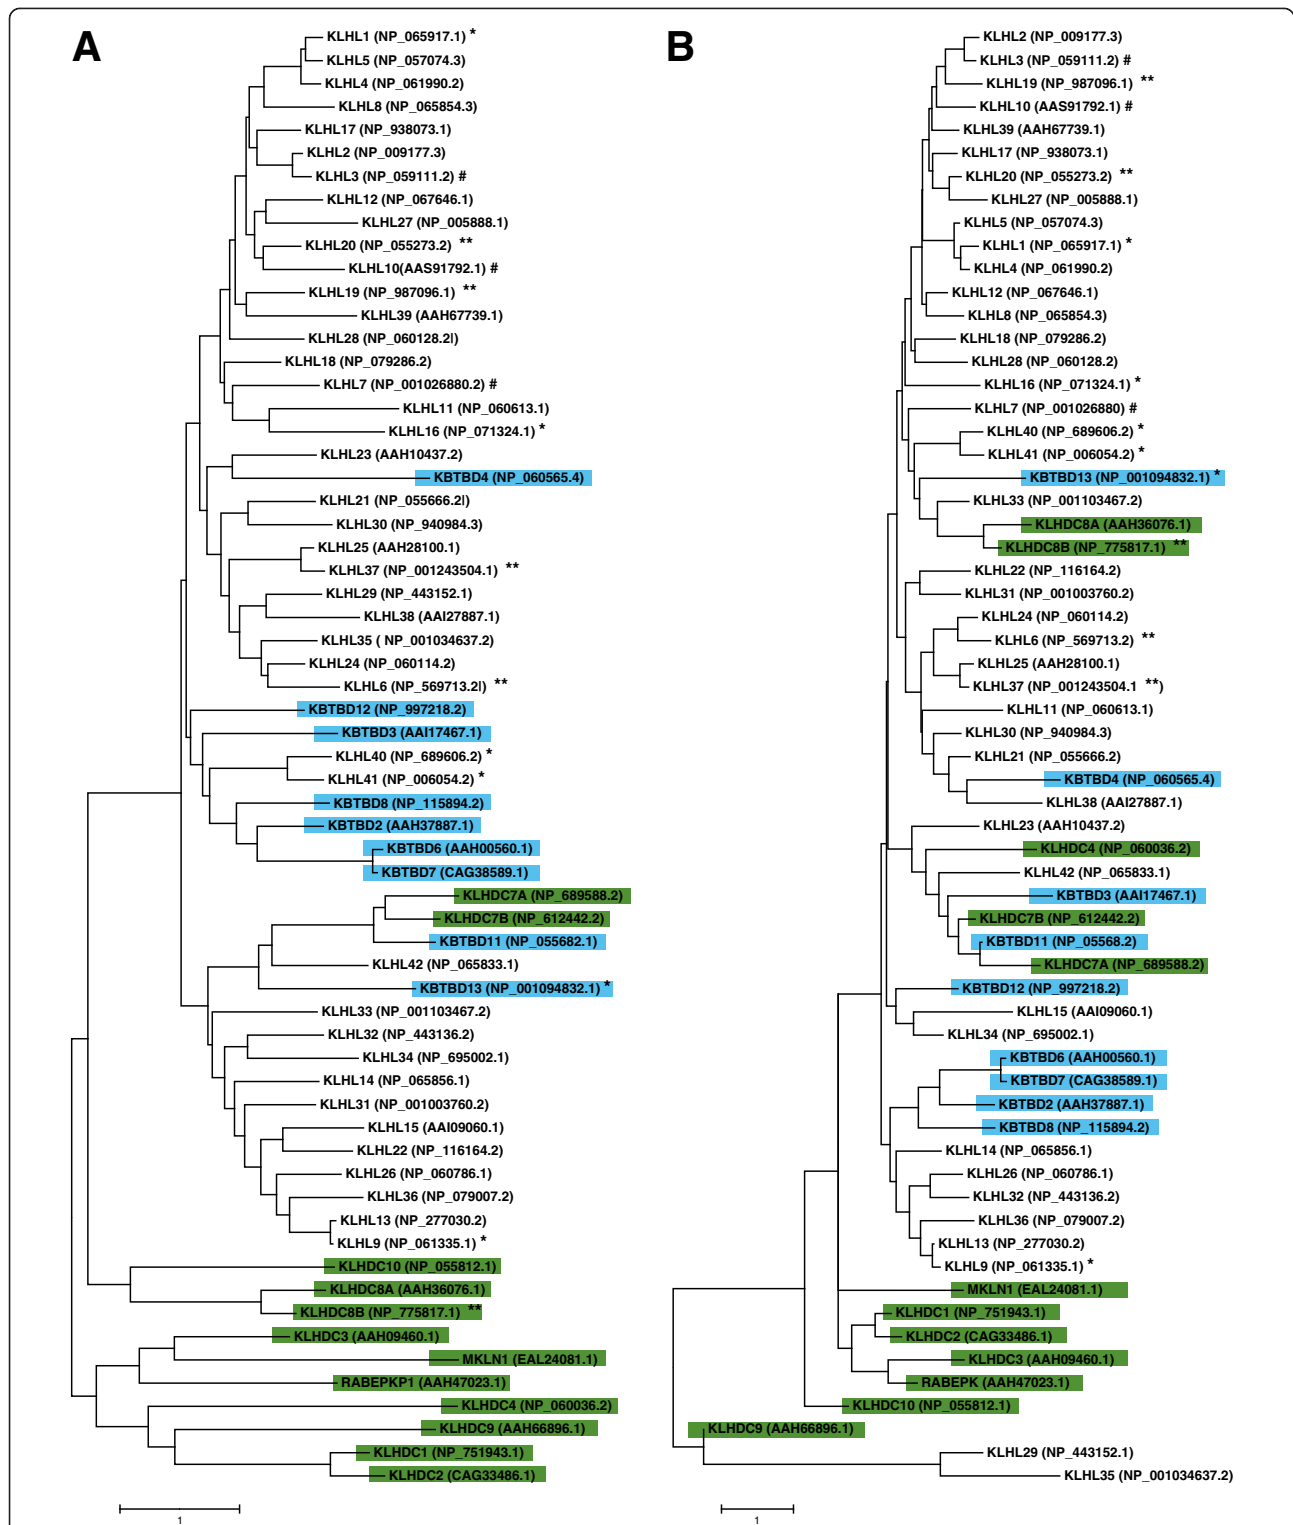 A
KLHL1 (NP_065917.1) *
KLHL5 (NP_057074.3)
KLHL4 (NP_061990.2)
KLHL8 (NP_065854.3)
KLHL17 (NP_938073.1)
KLHL2 (NP_009177.3)
KLHL3 (NP_059111.2) #
KLHL12 (NP_067646.1)
KLHL27 (NP_005888.1)
KLHL20 (NP_055273.2) **
KLHL10(AAS91792.1) #
KLHL19 (NP_987096.1) **
KLHL39 (AAH67739.1)
KLHL28 (NP_060128.2l)
KLHL18 (NP_079286.2)
KLHL7 (NP_001026880.2) #
KLHL11 (NP_060613.1)
KLHL16 (NP_071324.1) *
KLHL23 (AAH10437.2)
KBTBD4 (NP_060565.4)
KLHL21 (NP_055666.2l)
KLHL30 (NP_940984.3)
KLHL25 (AAH28100.1)
KLHL37 (NP_001243504.1) **
KLHL29 (NP_443152.1)
KLHL38 (AAI27887.1)
KLHL35 ( NP_001034637.2)
KLHL24 (NP_060114.2)
KLHL6 (NP_569713.2l) **
KBTBD12 (NP_997218.2)
KBTBD3 (AAI17467.1)
KLHL40 (NP_689606.2) *
KLHL41 (NP_006054.2) *
KBTBD8 (NP_115894.2)
KBTBD2 (AAH37887.1)
KBTBD6 (AAH00560.1)
KBTBD7 (CAG38589.1)
KLHDC7A (NP_689588.2)
KLHDC7B (NP_612442.2)
KBTBD11 (NP_055682.1)
KLHL42 (NP_065833.1)
KBTBD13 (NP_001094832.1) *
KLHL33 (NP_001103467.2)
KLHL32 (NP_443136.2)
KLHL34 (NP_695002.1)
KLHL14 (NP_065856.1)
KLHL31 (NP_001003760.2)
KLHL15 (AAI09060.1)
KLHL22 (NP_116164.2)
KLHL26 (NP_060786.1)
KLHL36 (NP_079007.2)
KLHL13 (NP_277030.2)
KLHL9 (NP_061335.1) *
KLHDC10 (NP_055812.1)
KLHDC8A (AAH36076.1)
KLHDC8B (NP_775817.1) **
KLHDC3 (AAH09460.1)
MKLN1 (EAL24081.1)
RABEPKP1 (AAH47023.1)
KLHDC4 (NP_060036.2)
KLHDC9 (AAH66896.1)
KLHDC1 (NP_751943.1)
KLHDC2 (CAG33486.1)
1
B
KLHL2 (NP_009177.3)
KLHL3 (NP_059111.2) #
KLHL19 (NP_987096.1) **
KLHL10 (AAS91792.1) #
KLHL39 (AAH67739.1)
KLHL17 (NP_938073.1)
KLHL20 (NP_055273.2) **
KLHL27 (NP_005888.1)
KLHL5 (NP_057074.3)
KLHL1 (NP_065917.1) *
KLHL4 (NP_061990.2)
KLHL12 (NP_067646.1)
KLHL8 (NP_065854.3)
KLHL18 (NP_079286.2)
KLHL28 (NP_060128.2)
KLHL16 (NP_071324.1) *
KLHL7 (NP_001026880) #
KLHL40 (NP_689606.2) *
KLHL41 (NP_006054.2) *
KBTBD13 (NP_001094832.1) *
KLHL33 (NP_001103467.2)
KLHDC8A (AAH36076.1)
KLHDC8B (NP_775817.1) **
KLHL22 (NP_116164.2)
KLHL31 (NP_001003760.2)
KLHL24 (NP_060114.2)
KLHL6 (NP_569713.2) **
KLHL25 (AAH28100.1)
KLHL37 (NP_001243504.1 **)
KLHL11 (NP_060613.1)
KLHL30 (NP_940984.3)
KLHL21 (NP_055666.2)
KBTBD4 (NP_060565.4)
KLHL38 (AAI27887.1)
KLHL23 (AAH10437.2)
KLHDC4 (NP_060036.2)
KLHL42 (NP_065833.1)
KBTBD3 (AAI17467.1)
KLHDC7B (NP_612442.2)
KBTBD11 (NP_05568.2)
KLHDC7A (NP_689588.2)
KBTBD12 (NP_997218.2)
KLHL15 (AAI09060.1)
KLHL34 (NP_695002.1)
KBTBD6 (AAH00560.1)
KBTBD7 (CAG38589.1)
KBTBD2 (AAH37887.1)
KBTBD8 (NP_115894.2)
KLHL14 (NP_065856.1)
KLHL26 (NP_060786.1)
KLHL32 (NP_443136.2)
KLHL36 (NP_079007.2)
KLHL13 (NP_277030.2)
KLHL9 (NP_061335.1) *
MKLN1 (EAL24081.1)
KLHDC1 (NP_751943.1)
KLHDC2 (CAG33486.1)
KLHDC3 (AAH09460.1)
RABEPK (AAH47023.1)
KLHDC10 (NP_055812.1)
KLHDC9 (AAH66896.1)
KLHL29 (NP_443152.1)
KLHL35 (NP_001034637.2)
1